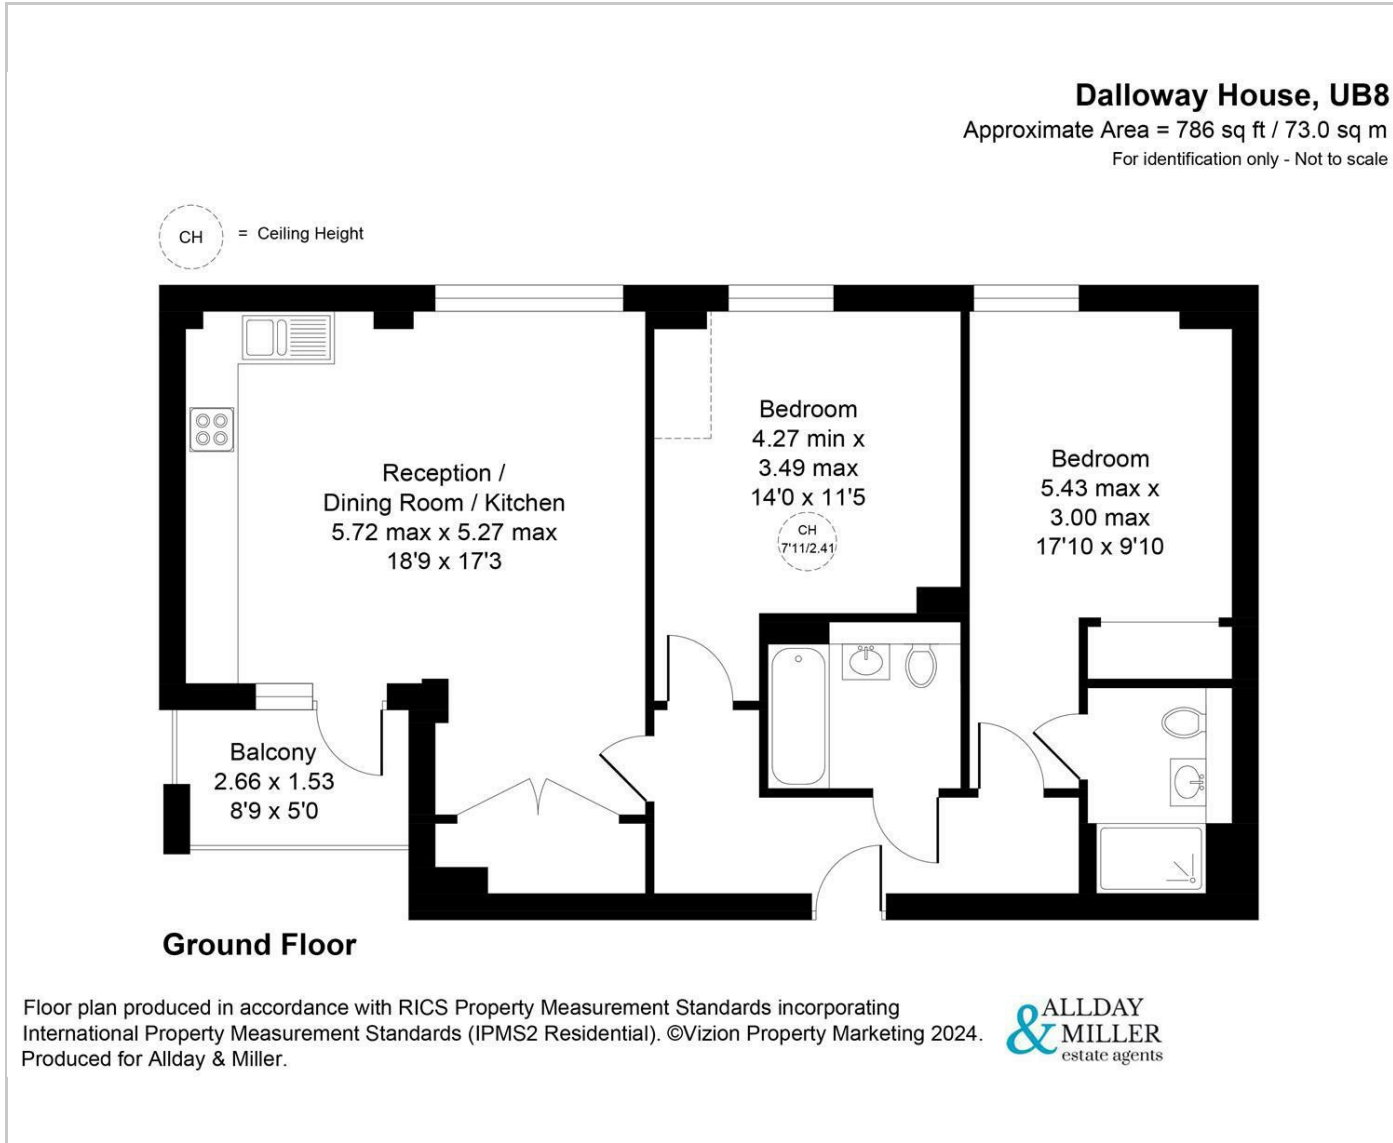 Dalloway House, UB8
Approximate Area = 786 sq ft / 73.0 sq m
For identification only - Not to scale
CH
= Ceiling Height
Reception /
Dining Room / Kitchen
5.72 max x 5.27 max
18'9 x 17'3
Bedroom
4.27 min x
3.49 max
14'0 x 11'5
CH
7'11/2.41
Bedroom
5.43 max x
3.00 max
17'10 x 9'10
Balcony
2.66 x 1.53
8'9 x 5'0
Ground Floor
Floor plan produced in accordance with RICS Property Measurement Standards incorporating
International Property Measurement Standards (IPMS2 Residential). ©Vizion Property Marketing 2024.
Produced for Allday & Miller.
ALLDAY
& MILLER
estate agents